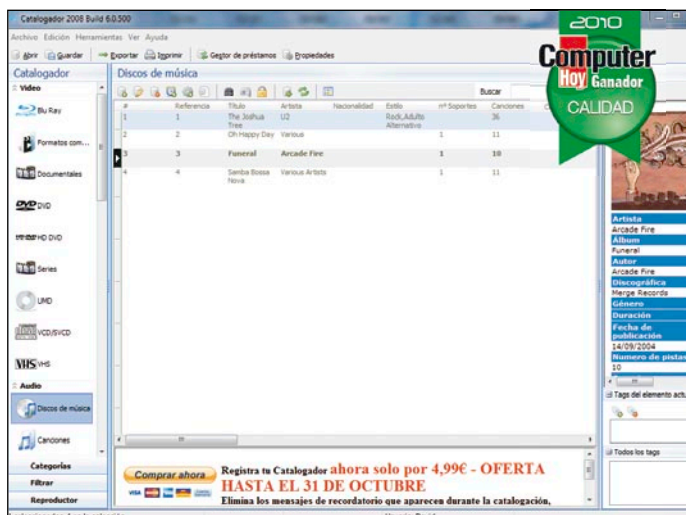 Catalogador 2008 Build 6.0.500
Archivo Edición Herramientas Ver Ayuda
Abrir Guardar Exportar Imprimir Gestor de préstamos Propiedades
2010
Computer
Hoy Ganador
CALIDAD
Catalogador
Discos de música
Video
Buscar
# Referencia Título Artista Nacionalidad Estilo nº Soportes Canciones
1 1 The Joshua Tree U2 Rock,Adulto Alternativo 36
2 2 Oh Happy Day Various 1 11
3 3 Funeral Arcade Fire 1 10
4 4 Samba Bossa Nova Various Artists 1 11
Blu Ray
Formatos com...
Documentales
DVD DVD
HD DVD
Series
UMD
VCD/SVCD
VHS VHS
Audio
Discos de música
Canciones
Categorías
Filtrar
Reproductor
Artista
Arcade Fire
Álbum
Funeral
Autor
Arcade Fire
Discográfica
Merge Records
Género
Duración
Fecha de publicación
14/09/2004
Numero de pistas
10
Tags del elemento actu
Todos los tags
Comprar ahora
VISA
Registra tu Catalogador ahora solo por 4,99€ - OFERTA
HASTA EL 31 DE OCTUBRE
Elimina los mensajes de recordatorio que aparecen durante la catalogación,